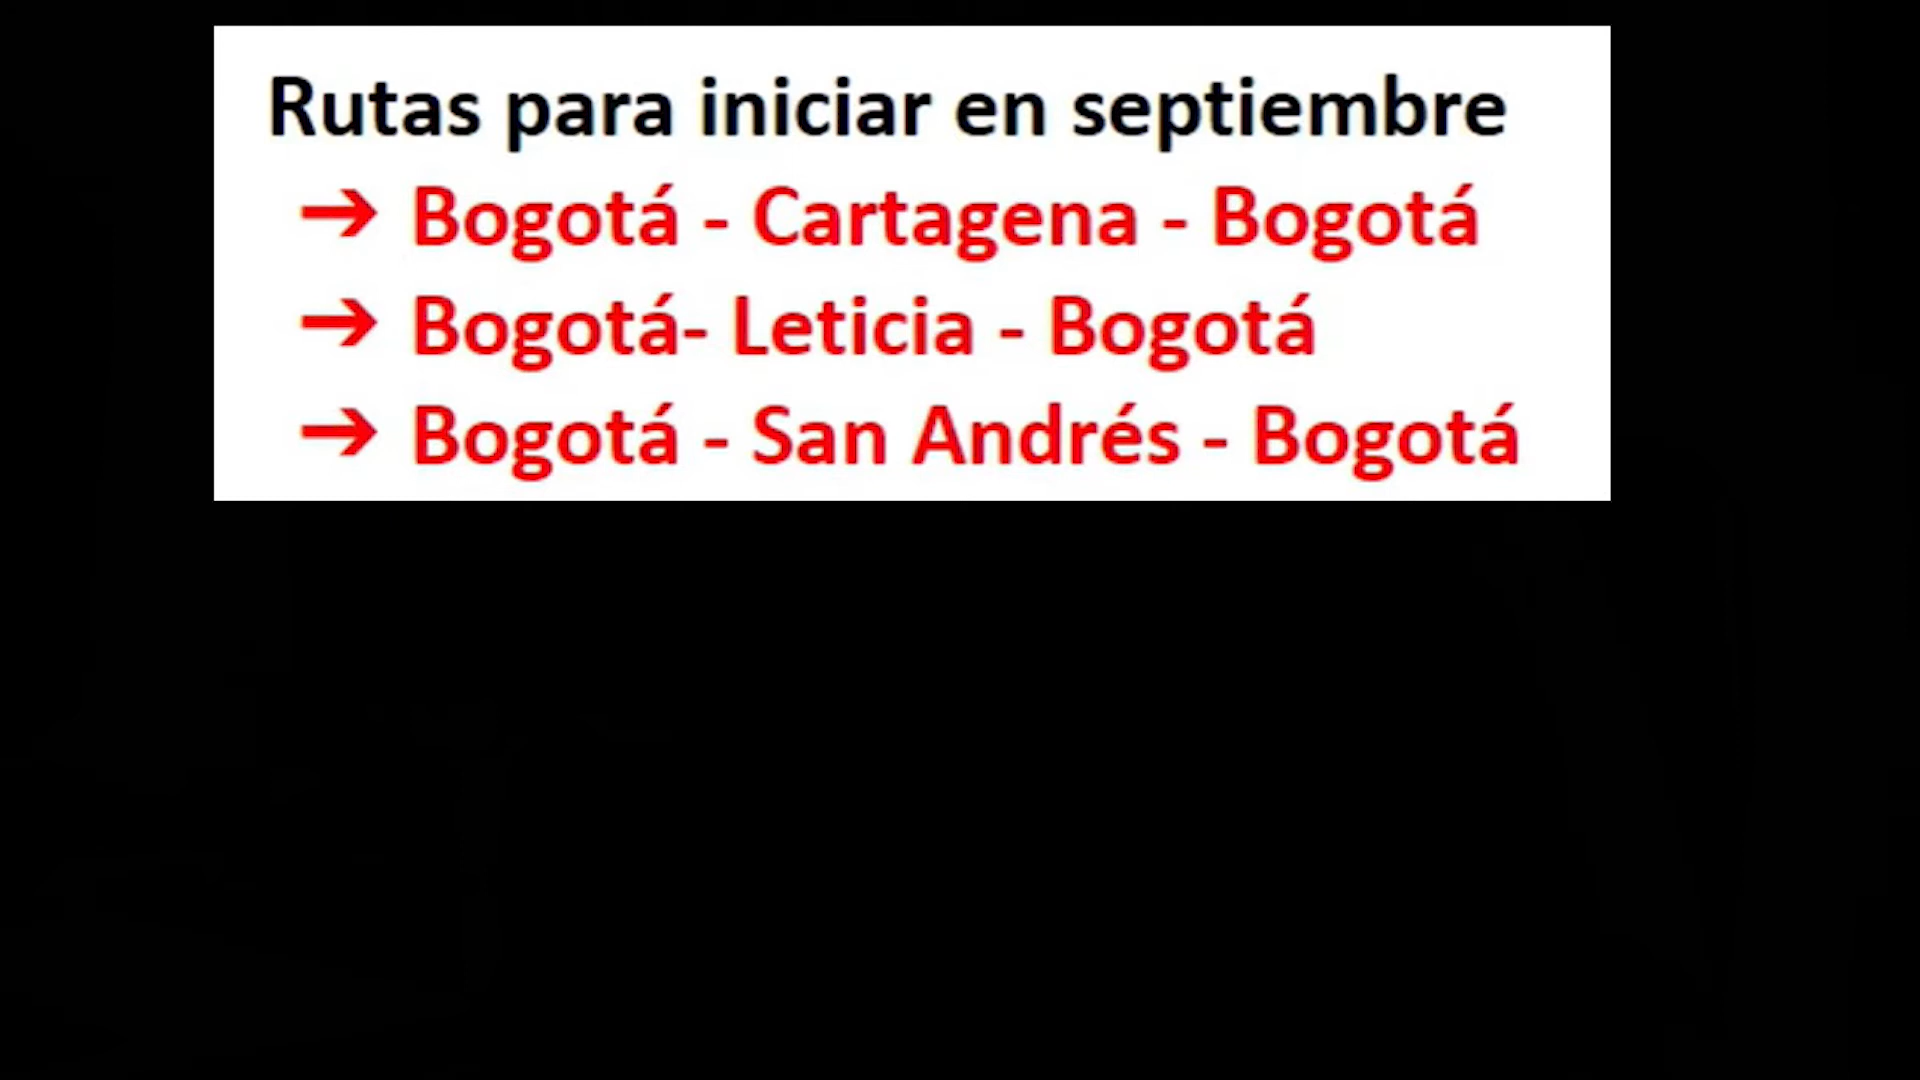 Rutas para iniciar en septiembre
➔ Bogotá - Cartagena - Bogotá
➔ Bogotá- Leticia - Bogotá
➔ Bogotá - San Andrés - Bogotá